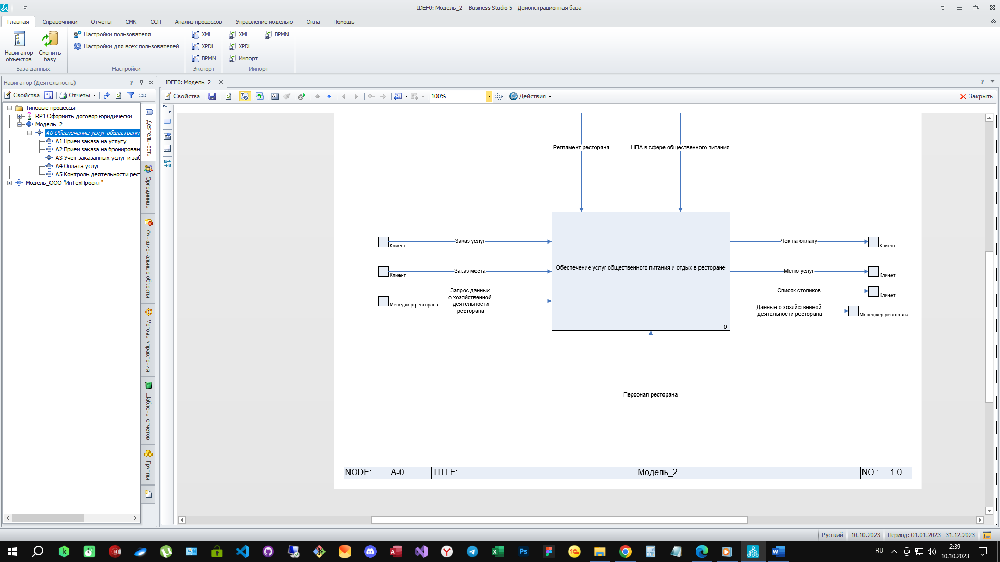 IDEF0: Модель_2 - Business Studio 5 - Демонстрационная база
Главная Справочники Отчеты СМК ССП Анализ процессов Управление моделью Окна Помощь
Навигатор объектов
Сменить базу
База данных
Настройки пользователя
Настройки для всех пользователей
Настройки
XML
XPDL
BPMN
Экспорт
XML
XPDL
Импорт
BPMN
Импорт
Навигатор (Деятельность)
Свойства Отчеты
Типовые процессы
RP1 Оформить договор юридически
Модель_2
A0 Обеспечение услуг общественн
A1 Прием заказа на услугу
A2 Прием заказа на бронирован
A3 Учет заказанных услуг и заб
A4 Оплата услуг
A5 Контроль деятельности рес
Модель_ООО "ИнТехПроект"
Деятельность
Оргединицы
Функциональные объекты
Методы управления
Шаблоны отчетов
Группы
IDEF0: Модель_2
Свойства 100% Действия Закрыть
Регламент ресторана
НПА в сфере общественного питания
Клиент
Заказ услуг
Клиент
Заказ места
Менеджер ресторана
Запрос данных
о хозяйственной
деятельности
ресторана
Обеспечение услуг общественного питания и отдых в ресторане
0
Чек на оплату
Клиент
Меню услуг
Клиент
Список столиков
Клиент
Данные о хозяйственной
деятельности ресторана
Менеджер ресторана
Персонал ресторана
NODE: A-0 TITLE: Модель_2 NO.: 1.0
Русский 10.10.2023 Период: 01.01.2023 - 31.12.2023
RU
2:39
10.10.2023